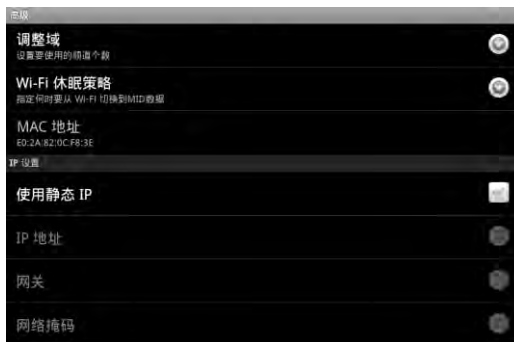 高级
调整域
设置要使用的频道个数
Wi-Fi 休眠策略
指定何时要从 Wi-Fi 切换到MID数据
MAC 地址
E0:2A:82:0C:F8:3E
IP 设置
使用静态 IP
IP 地址
网关
网络掩码